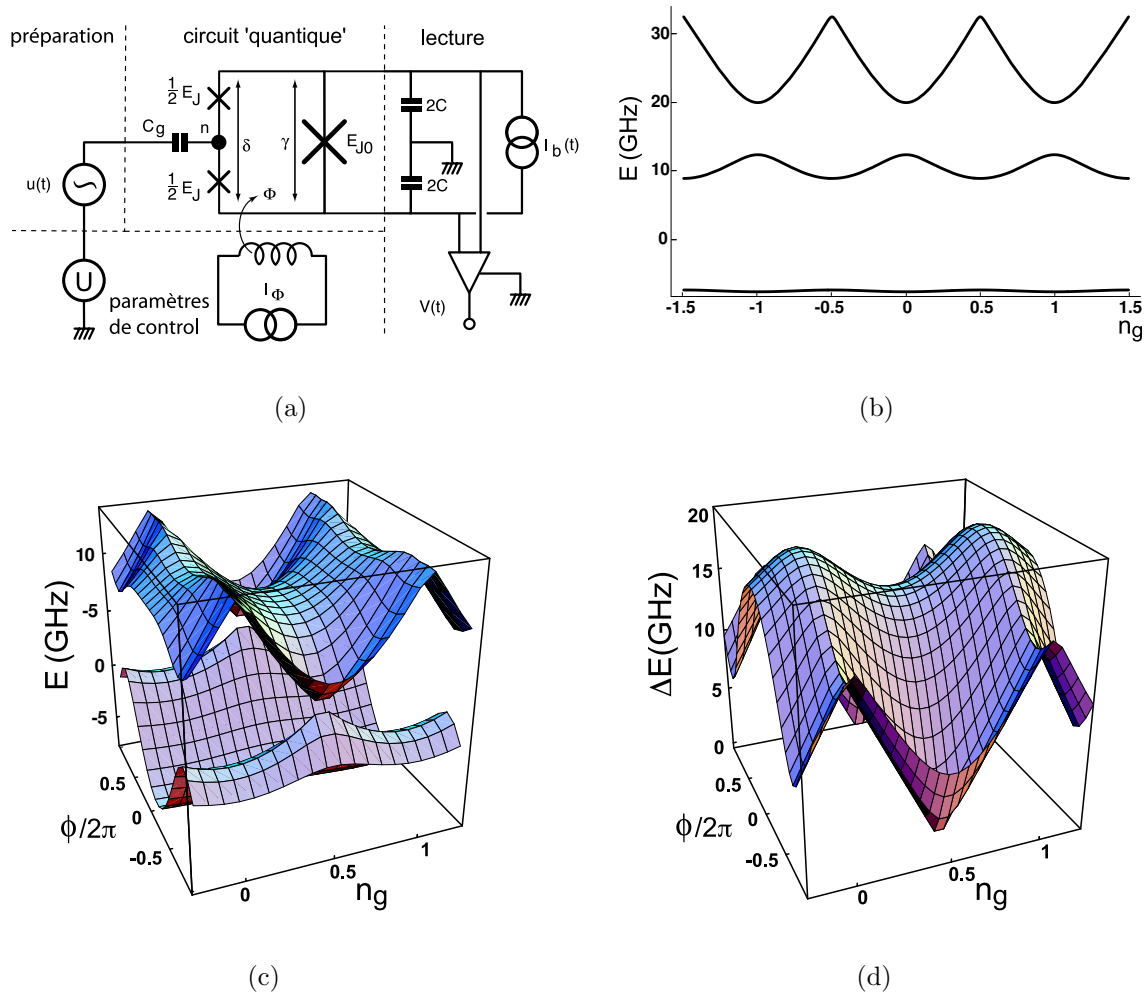 préparation
circuit 'quantique'
lecture
½ E_J
C_g
n
δ
γ
E_J0
2C
I_b(t)
u(t)
½ E_J
2C
Φ
U
paramètres
de control
I_Φ
V(t)
(a)
E (GHz)
30
20
10
0
-1.5
-1
-0.5
0
0.5
1
1.5
n_g
(b)
E (GHz)
10
-5
0
-5
0.5
0
-0.5
ϕ/2π
0
0.5
1
n_g
(c)
ΔE(GHz)
20
15
10
5
0
0.5
0
-0.5
ϕ/2π
0
0.5
1
n_g
(d)